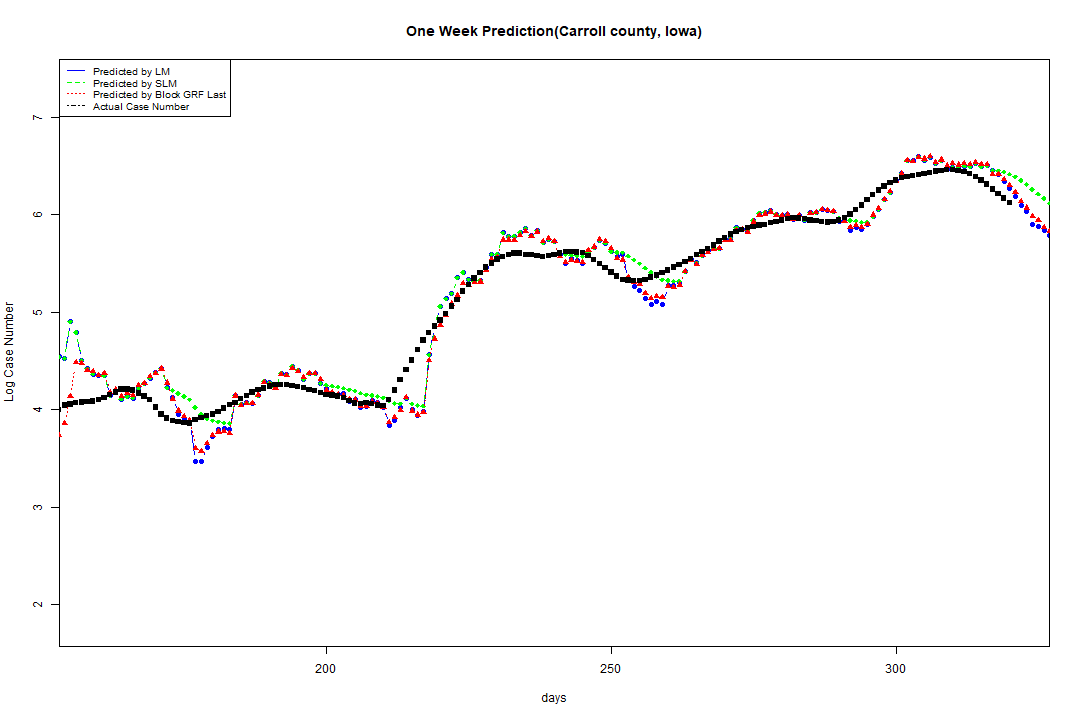 One Week Prediction(Carroll county, Iowa)
Predicted by LM
Predicted by SLM
Predicted by Block GRF Last
Actual Case Number
Log Case Number
7
6
5
4
3
2
200
250
300
days